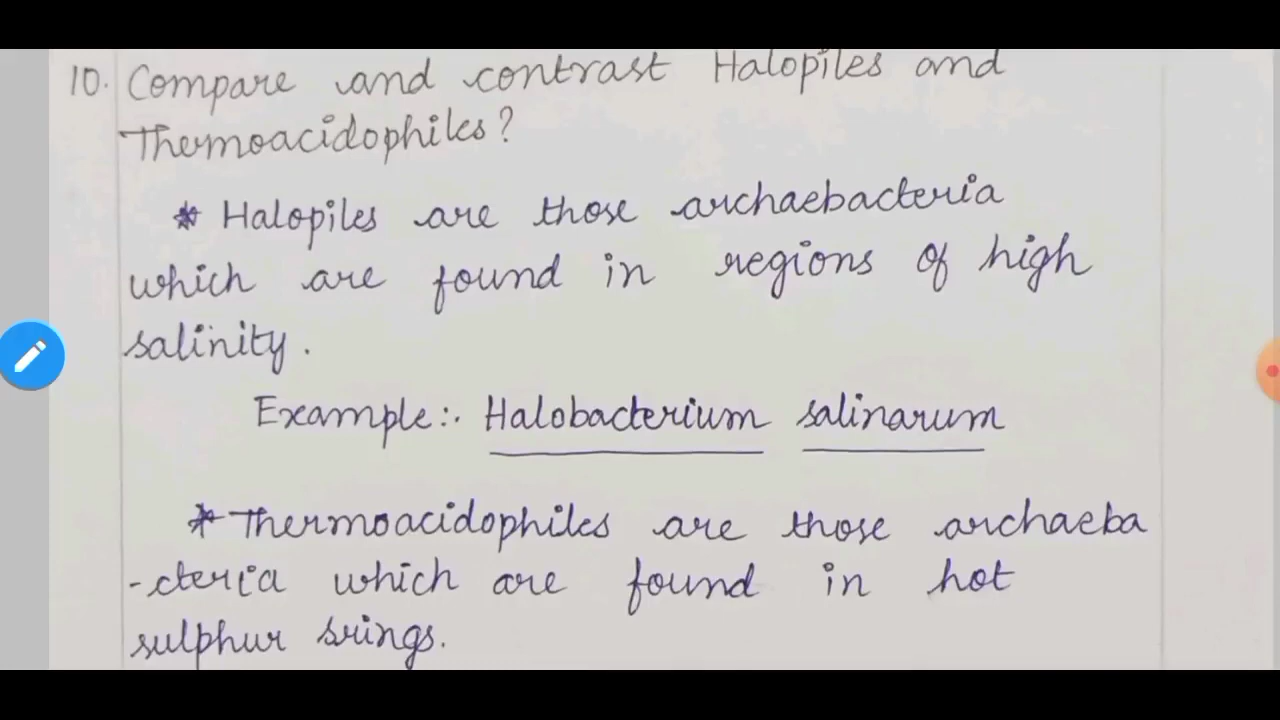 10. Compare and contrast Halopiles and
Thermoacidophiles?
* Halopiles are those archaebacteria
which are found in regions of high
salinity.
Example:. Halobacterium salinarum
* Thermoacidophiles are those archaeba
-cteria which are found in hot
sulphur srings.